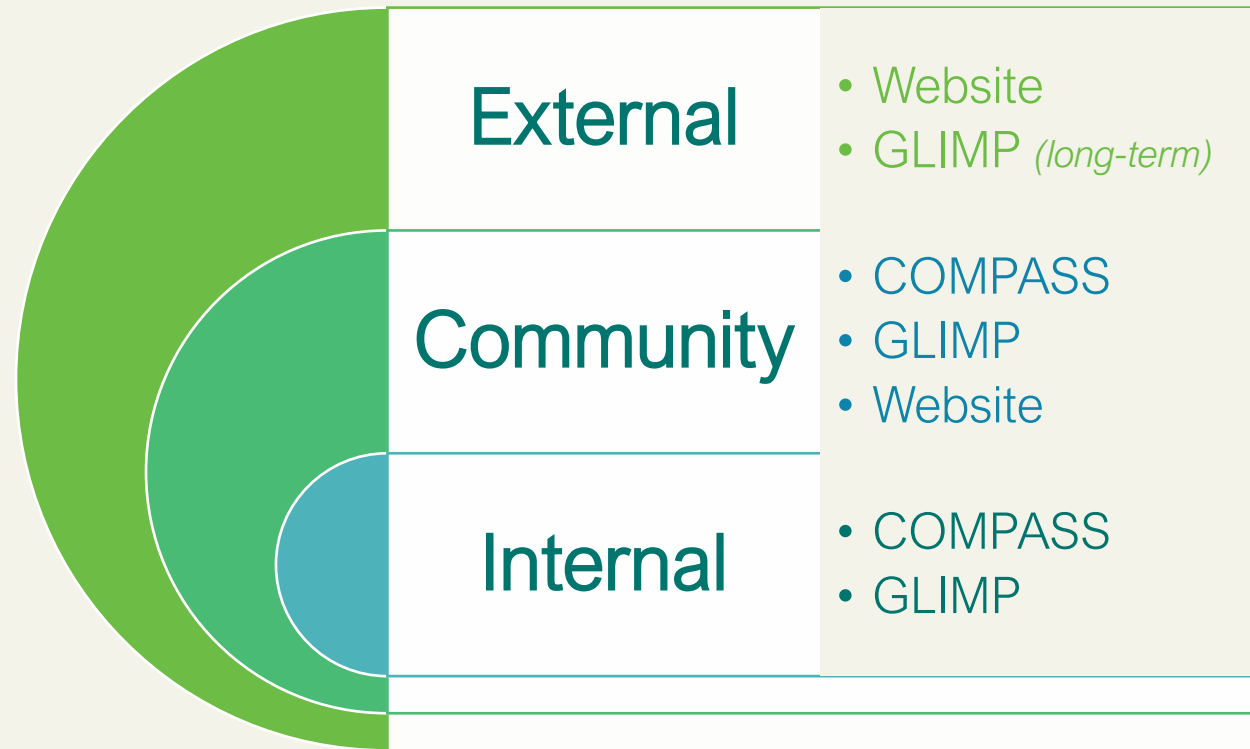 External
• Website
• GLIMP (long-term)
Community
• COMPASS
• GLIMP
• Website
Internal
• COMPASS
• GLIMP